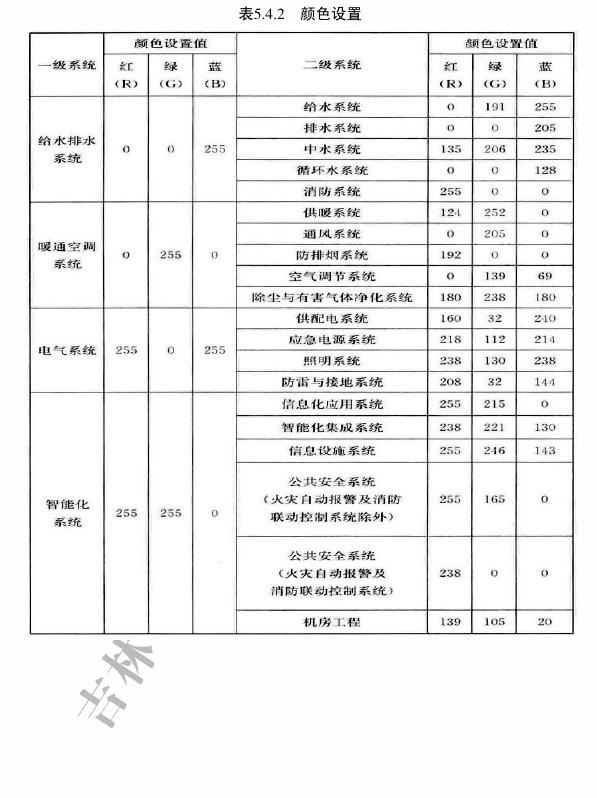 表5.4.2 颜色设置
一级系统 颜色设置值 二级系统 颜色设置值
红(R) 绿(G) 蓝(B) 红(R) 绿(G) 蓝(B)
给水排水系统 0 0 255 给水系统 0 191 255
排水系统 0 0 205
中水系统 135 206 235
循环水系统 0 0 128
消防系统 255 0 0
暖通空调系统 0 255 0 供暖系统 124 252 0
通风系统 0 205 0
防排烟系统 192 0 0
空气调节系统 0 139 69
除尘与有害气体净化系统 180 238 180
电气系统 255 0 255 供配电系统 160 32 240
应急电源系统 218 112 214
照明系统 238 130 238
防雷与接地系统 208 32 144
智能化系统 255 255 0 信息化应用系统 255 215 0
智能化集成系统 238 221 130
信息设施系统 255 246 143
公共安全系统
(火灾自动报警及消防
联动控制系统除外) 255 165 0
公共安全系统
(火灾自动报警及
消防联动控制系统) 238 0 0
机房工程 139 105 20
吉林